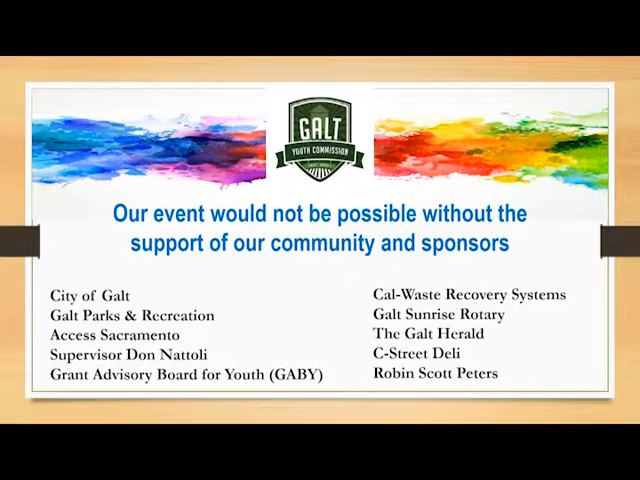 GALT
YOUTH COMMISSION
Our event would not be possible without the
support of our community and sponsors
City of Galt
Galt Parks & Recreation
Access Sacramento
Supervisor Don Nattoli
Grant Advisory Board for Youth (GABY)
Cal-Waste Recovery Systems
Galt Sunrise Rotary
The Galt Herald
C-Street Deli
Robin Scott Peters